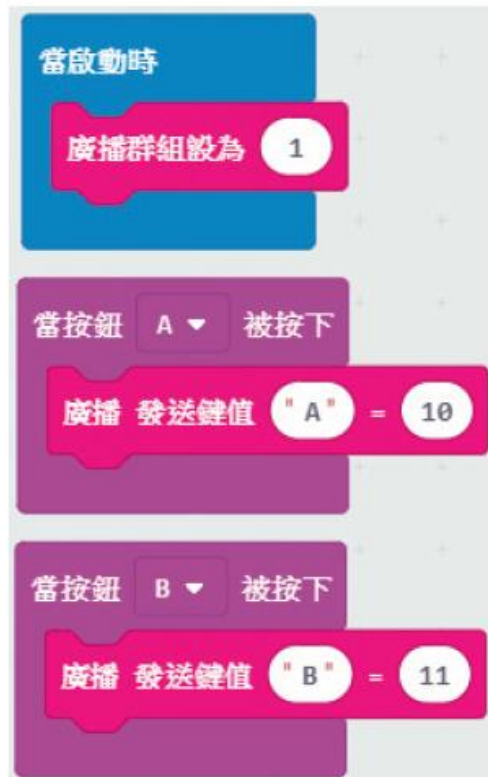 當啟動時
廣播群組設為 1
當按鈕 A 被按下
廣播 發送鍵值 "A" = 10
當按鈕 B 被按下
廣播 發送鍵值 "B" = 11